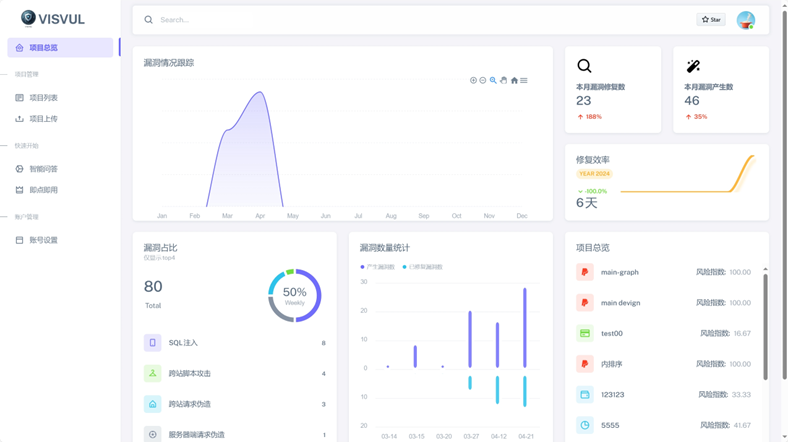 VISVUL
Search...
Star
项目总览
项目管理
项目列表
项目上传
快速开始
智能问答
即点即用
账户管理
账号设置
漏洞情况跟踪
Jan Feb Mar Apr May Jun Jul Aug Sep Oct Nov Dec
本月漏洞修复数
23
188%
本月漏洞产生数
46
35%
修复效率
YEAR 2024
-100.0%
6天
漏洞占比
仅显示top4
80
Total
50%
Weekly
SQL注入 8
跨站脚本攻击 4
跨站请求伪造 3
服务器端请求伪造 1
漏洞数量统计
产生漏洞数 已修复漏洞数
30
20
10
0
10
20
03-14 03-15 03-20 03-27 04-12 04-21
项目总览
main-graph 风险指数: 100.00
main devign 风险指数: 100.00
test00 风险指数: 16.67
内排序 风险指数: 100.00
123123 风险指数: 33.33
5555 风险指数: 41.67